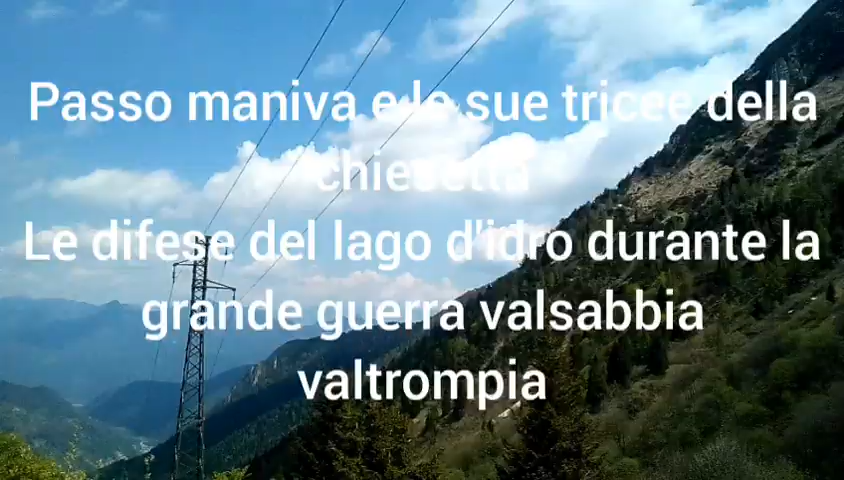 Passo maniva e le sue tricee della
chiesetta
Le difese del lago d'idro durante la
grande guerra valsabbia
valtrompia